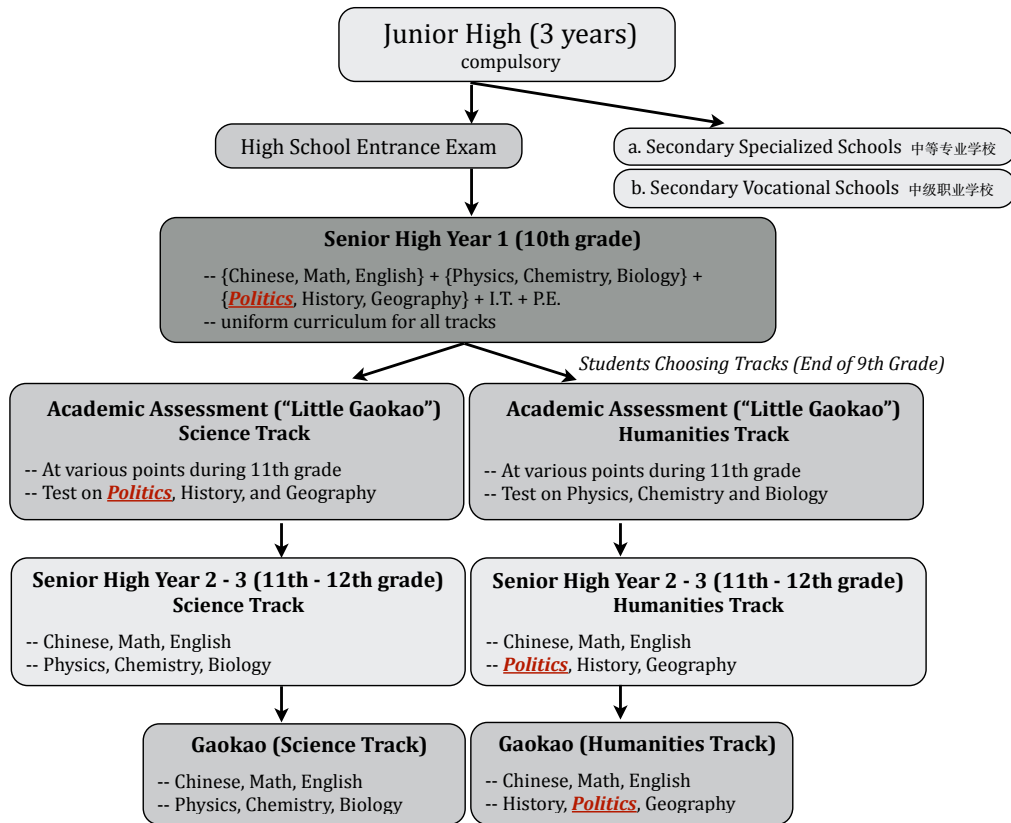 Junior High (3 years)
compulsory
High School Entrance Exam
a. Secondary Specialized Schools 中等专业学校
b. Secondary Vocational Schools 中级职业学校
Senior High Year 1 (10th grade)
-- {Chinese, Math, English} + {Physics, Chemistry, Biology} +
{Politics, History, Geography} + I.T. + P.E.
-- uniform curriculum for all tracks
Students Choosing Tracks (End of 9th Grade)
Academic Assessment (“Little Gaokao”)
Science Track
-- At various points during 11th grade
-- Test on Politics, History, and Geography
Academic Assessment (“Little Gaokao”)
Humanities Track
-- At various points during 11th grade
-- Test on Physics, Chemistry and Biology
Senior High Year 2 - 3 (11th - 12th grade)
Science Track
-- Chinese, Math, English
-- Physics, Chemistry, Biology
Senior High Year 2 - 3 (11th - 12th grade)
Humanities Track
-- Chinese, Math, English
-- Politics, History, Geography
Gaokao (Science Track)
-- Chinese, Math, English
-- Physics, Chemistry, Biology
Gaokao (Humanities Track)
-- Chinese, Math, English
-- History, Politics, Geography